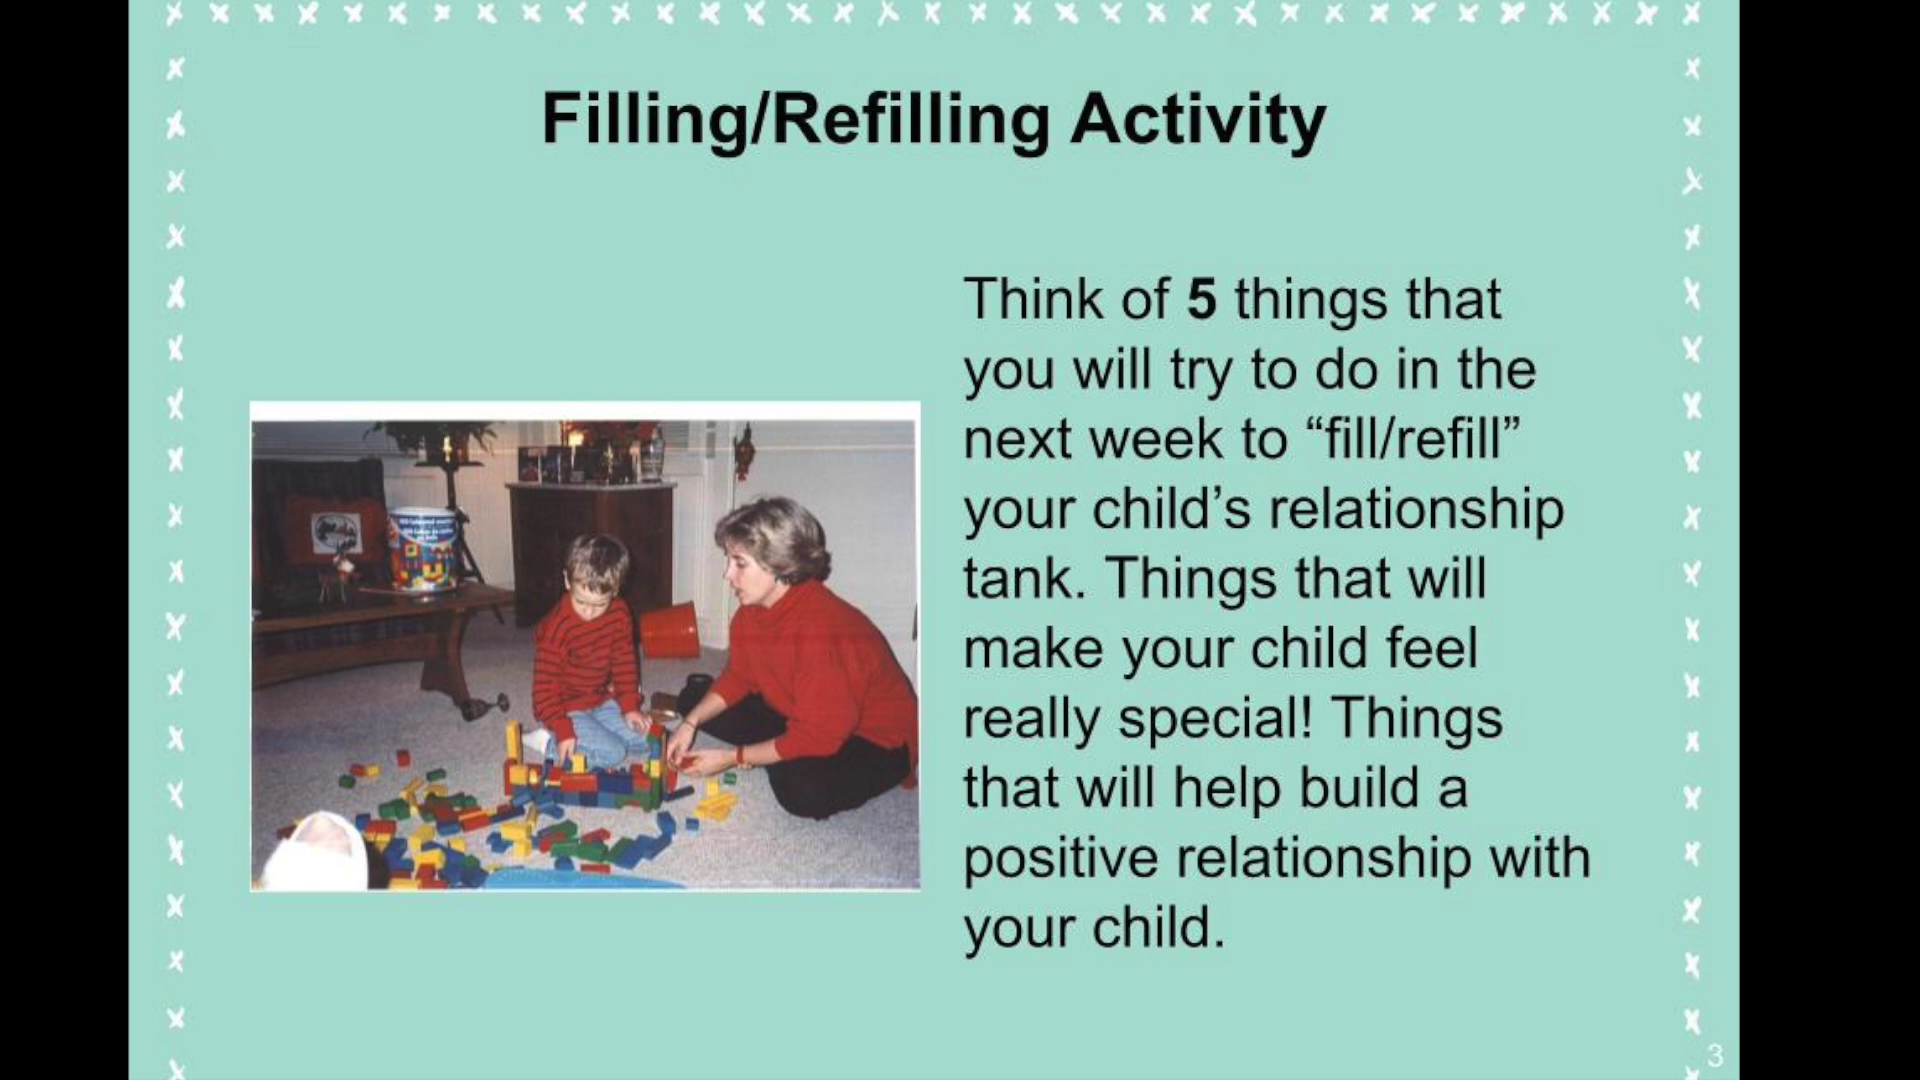 Filling/Refilling Activity
Think of 5 things that
you will try to do in the
next week to “fill/refill”
your child’s relationship
tank. Things that will
make your child feel
really special! Things
that will help build a
positive relationship with
your child.
3